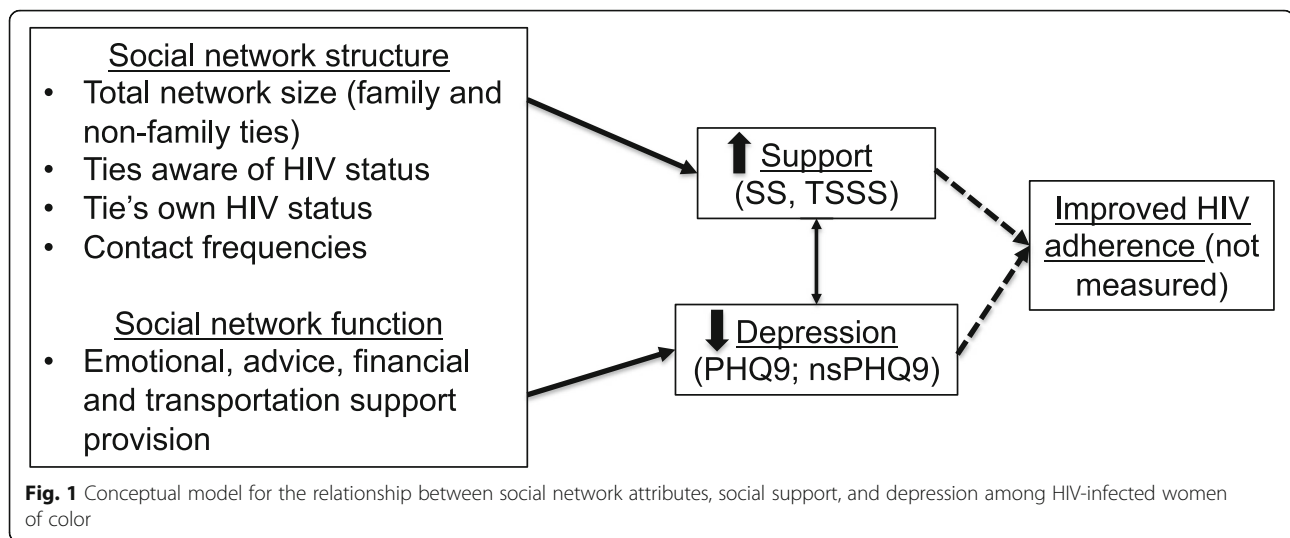 Social network structure
• Total network size (family and
non-family ties)
• Ties aware of HIV status
• Tie's own HIV status
• Contact frequencies
Social network function
• Emotional, advice, financial
and transportation support
provision
Support
(SS, TSSS)
Depression
(PHQ9; nsPHQ9)
Improved HIV
adherence (not
measured)
Fig. 1 Conceptual model for the relationship between social network attributes, social support, and depression among HIV-infected women
of color